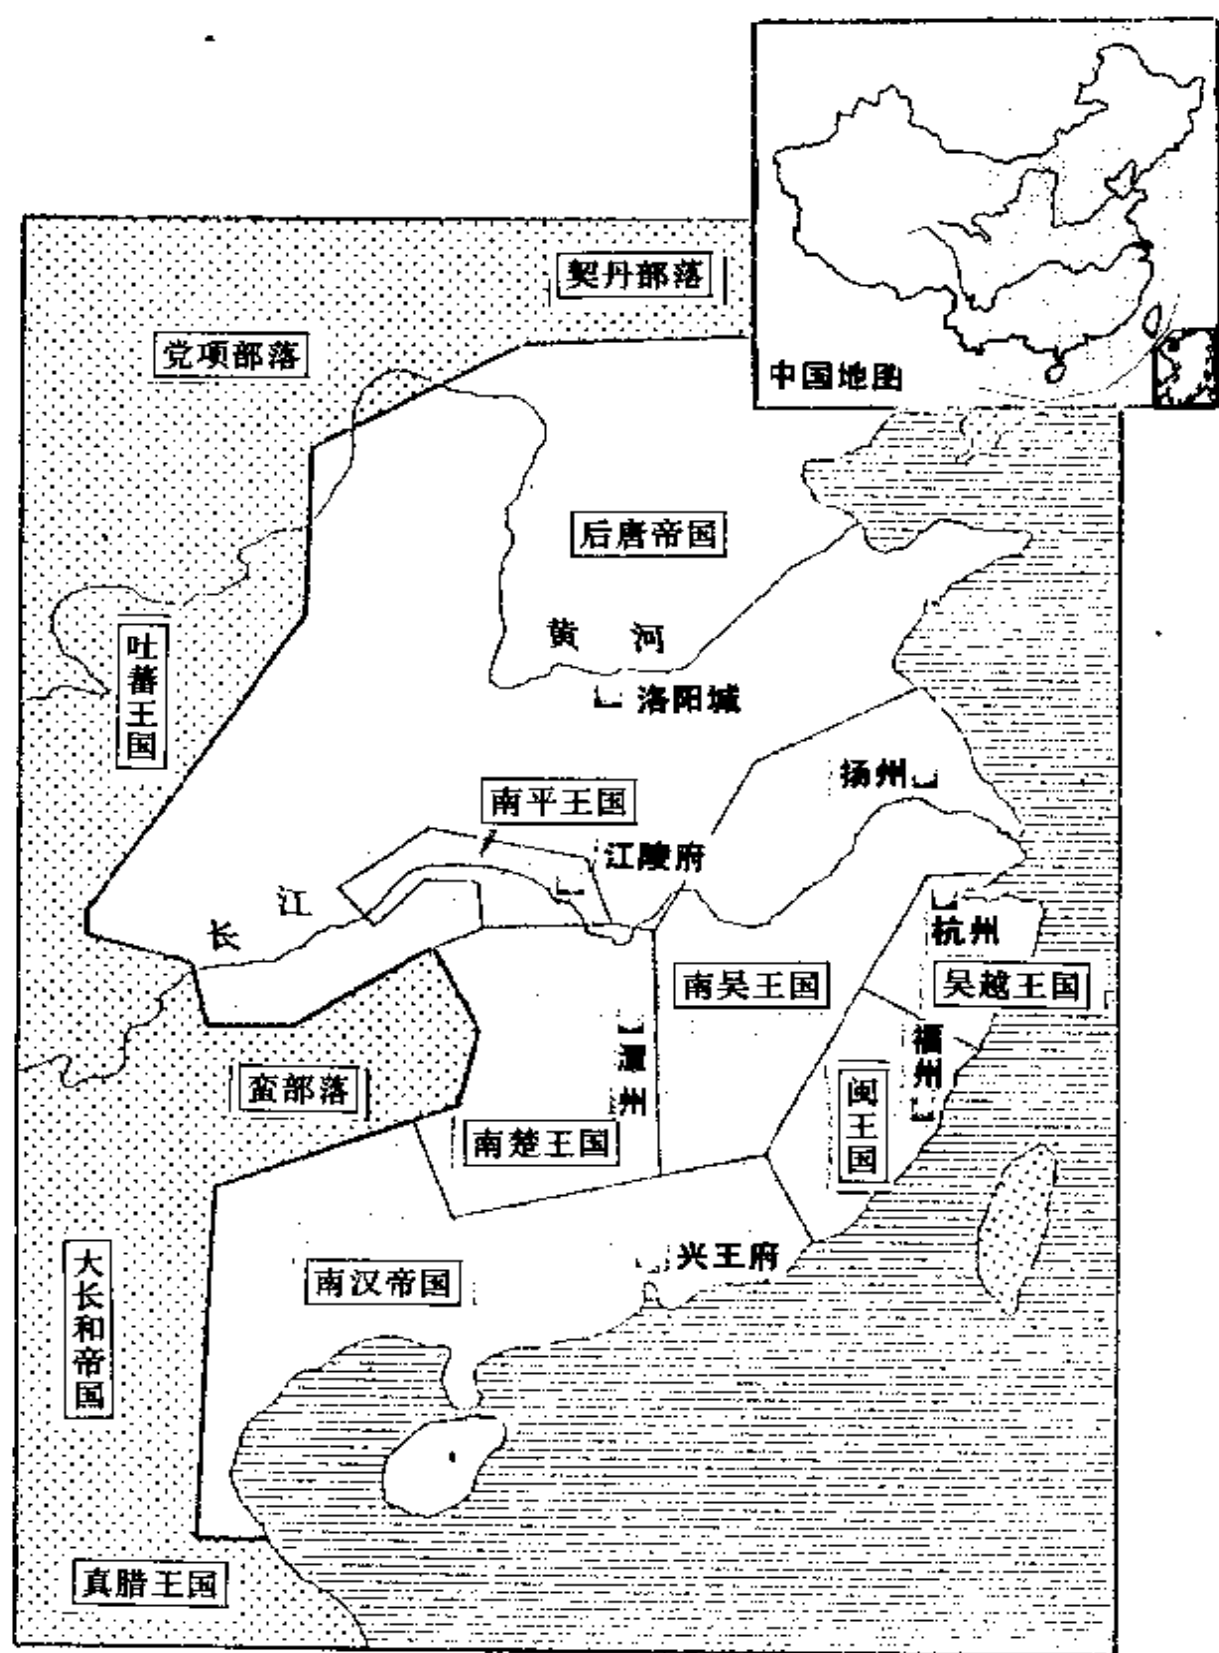 中国地图
契丹部落
党项部落
后唐帝国
吐蕃王国
黄河
洛阳城
扬州
南平王国
江陵府
长江
杭州
南吴王国
吴越王国
福州
潭州
蛮部落
闽王国
南楚王国
兴王府
大长和帝国
南汉帝国
真腊王国